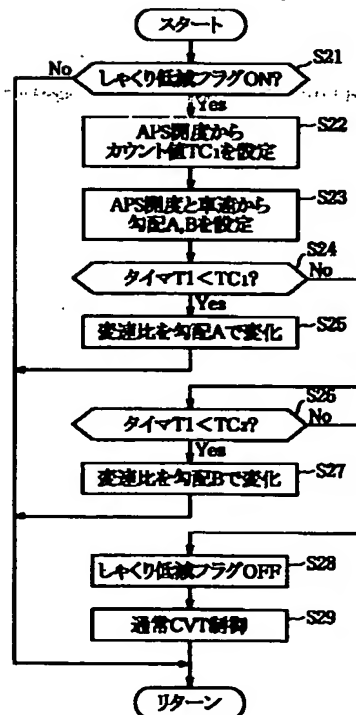 スタート
S21
No
しゃくり低減フラグON?
Yes
S22
APS開度から
カウント値TC1を設定
S23
APS開度と車速から
勾配A,Bを設定
S24
タイマT1<TC1?
No
Yes
S25
変速比を勾配Aで変化
S26
タイマT1<TC2?
No
Yes
S27
変速比を勾配Bで変化
S28
しゃくり低減フラグOFF
S29
通常CVT制御
リターン